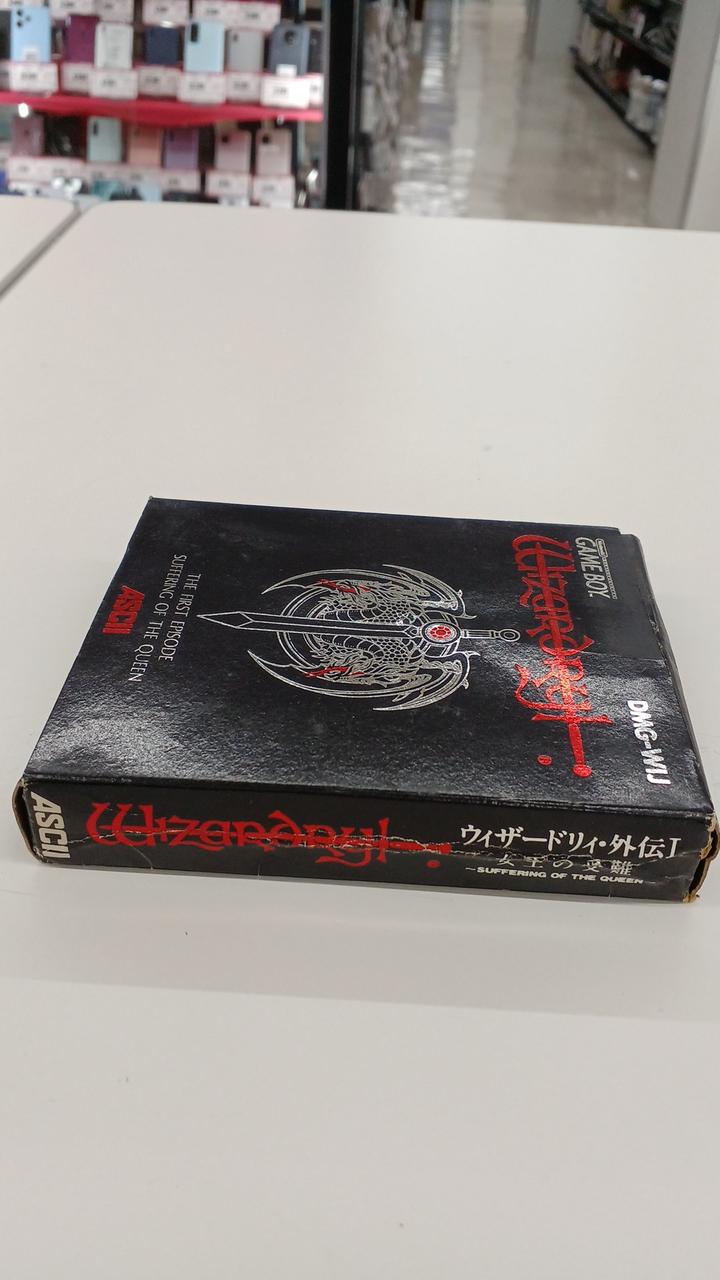 GAME BOY
Wizardry
DMG-W1J
THE FIRST EPISODE
SUFFERING OF THE QUEEN
ASCII
ASCII
Wizardry
ウィザードリィ・外伝I
女王の受難
~SUFFERING OF THE QUEEN